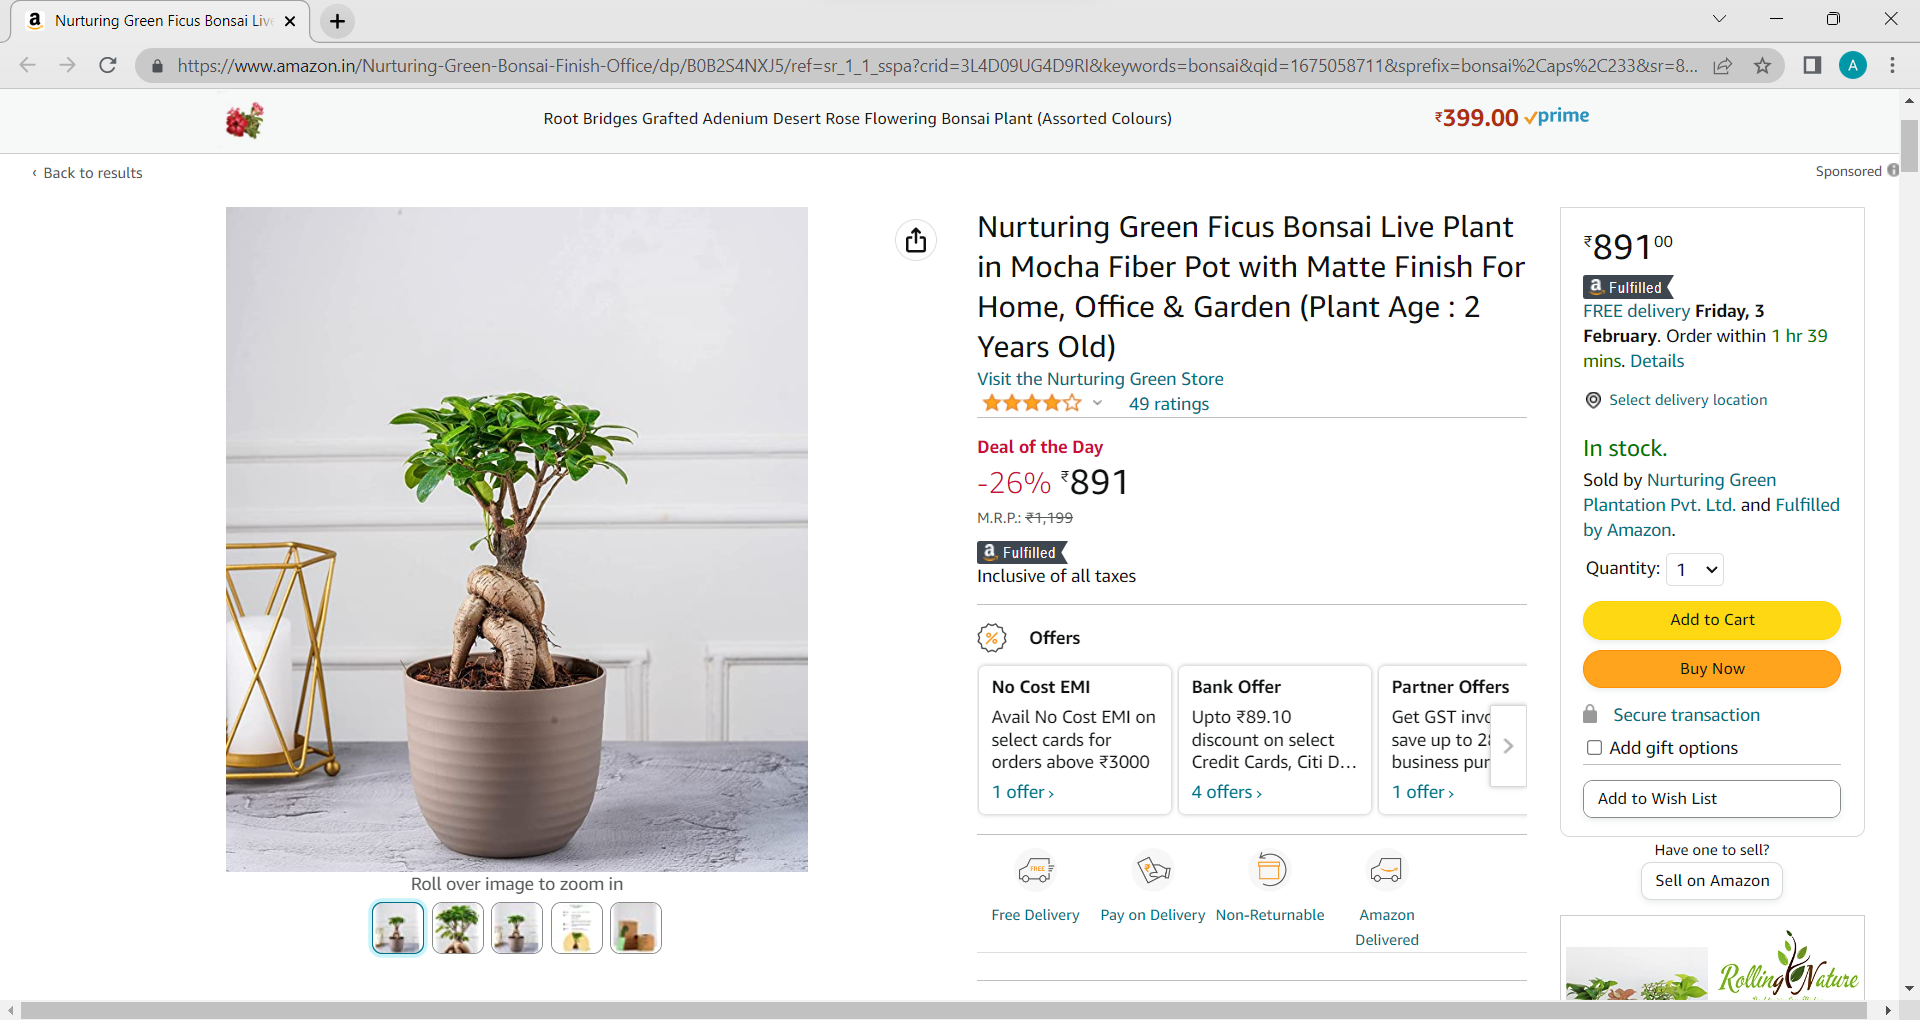 Nurturing Green Ficus Bonsai Liv
https://www.amazon.in/Nurturing-Green-Bonsai-Finish-Office/dp/B0B2S4NXJ5/ref=sr_1_1_sspa?crid=3L4D09UG4D9RI&keywords=bonsai&qid=1675058711&sprefix=bonsai%2Caps%2C233&sr=8...
A
Root Bridges Grafted Adenium Desert Rose Flowering Bonsai Plant (Assorted Colours)
₹399.00 prime
‹ Back to results
Sponsored
Nurturing Green Ficus Bonsai Live Plant
in Mocha Fiber Pot with Matte Finish For
Home, Office & Garden (Plant Age : 2
Years Old)
Visit the Nurturing Green Store
49 ratings
Deal of the Day
-26% ₹891
M.R.P.: ₹1,199
a Fulfilled
Inclusive of all taxes
Offers
No Cost EMI
Avail No Cost EMI on
select cards for
orders above ₹3000
1 offer ›
Bank Offer
Upto ₹89.10
discount on select
Credit Cards, Citi D…
4 offers ›
Partner Offers
Get GST invo
save up to 28
business pur
1 offer ›
Free Delivery
Pay on Delivery
Non-Returnable
Amazon
Delivered
Roll over image to zoom in
₹891 00
a Fulfilled
FREE delivery Friday, 3
February. Order within 1 hr 39
mins. Details
Select delivery location
In stock.
Sold by Nurturing Green
Plantation Pvt. Ltd. and Fulfilled
by Amazon.
Quantity: 1
Add to Cart
Buy Now
Secure transaction
Add gift options
Add to Wish List
Have one to sell?
Sell on Amazon
Rolling Nature